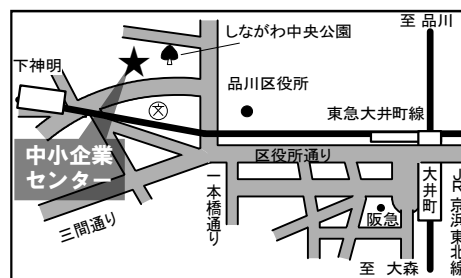 至 品川
しながわ中央公園
下神明
品川区役所
文
東急大井町線
中小企業
センター
区役所通り
大井町
JR京浜東北線
一本橋通り
三間通り
阪急
至 大森